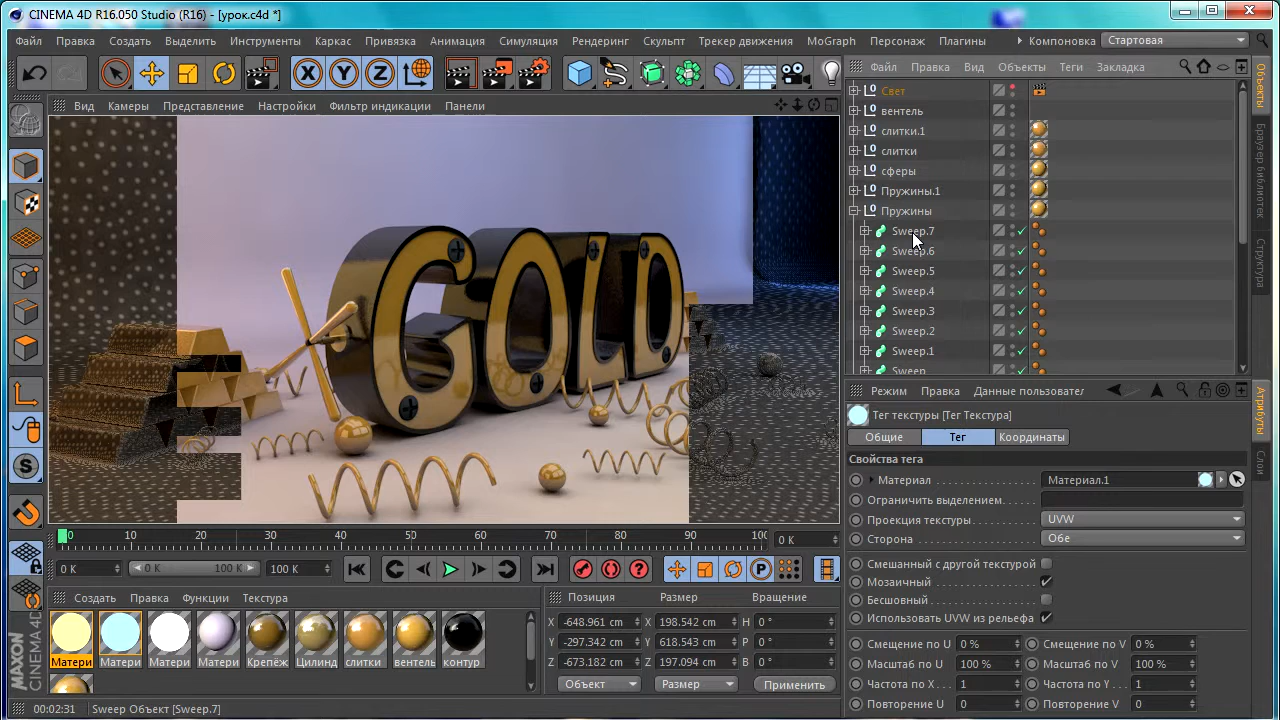 CINEMA 4D R16.050 Studio (R16) - [урок.c4d *]
Файл Правка Создать Выделить Инструменты Каркас Привязка Анимация Симуляция Рендеринг Скульпт Трекер движения MoGraph Персонаж Плагины Компоновка Стартовая
X Y Z
Файл Правка Вид Объекты Теги Закладка
Вид Камеры Представление Настройки Фильтр индикации Панели
Свет
вентель
слитки.1
слитки
сферы
Пружины.1
Пружины
Sweep.7
Sweep.6
Sweep.5
Sweep.4
Sweep.3
Sweep.2
Sweep.1
Sweep
Объекты
Браузер библиотек
Структура
GOLD
Режим Правка Данные пользовател
Тег текстуры [Тег Текстура]
Общие Тег Координаты
Свойства тега
Материал Материал.1
Ограничить выделением
Проекция текстуры UVW
Сторона Обе
Смешанный с другой текстурой
Мозаичный
Бесшовный
Использовать UVW из рельефа
Смещение по U 0 % Смещение по V 0 %
Масштаб по U 100 % Масштаб по V 100 %
Частота по X 1 Частота по Y 1
Повторение U 0 Повторение V 0
Атрибуты
Слои
0 10 20 30 40 50 60 70 80 90 100 0 K
0 K 0 K 100 K 100 K
Создать Правка Функции Текстура
Матери Матери Матери Матери Крепёж Цилинд слитки вентель контур
Позиция Размер Вращение
X -648.961 cm X 198.542 cm H 0 °
Y -297.342 cm Y 618.543 cm P 0 °
Z -673.182 cm Z 197.094 cm B 0 °
Объект Размер Применить
MAXON
CINEMA 4D
00:02:31 Sweep Объект [Sweep.7]